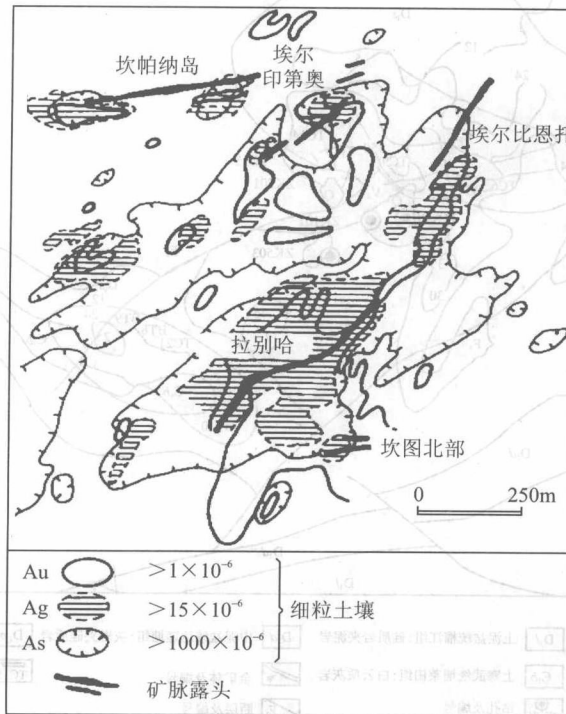 坎帕纳岛
埃尔
印第奥
埃尔比恩托
拉别哈
坎图北部
0 250m
Au >1×10⁻⁶
Ag >15×10⁻⁶
As >1000×10⁻⁶
细粒土壤
矿脉露头